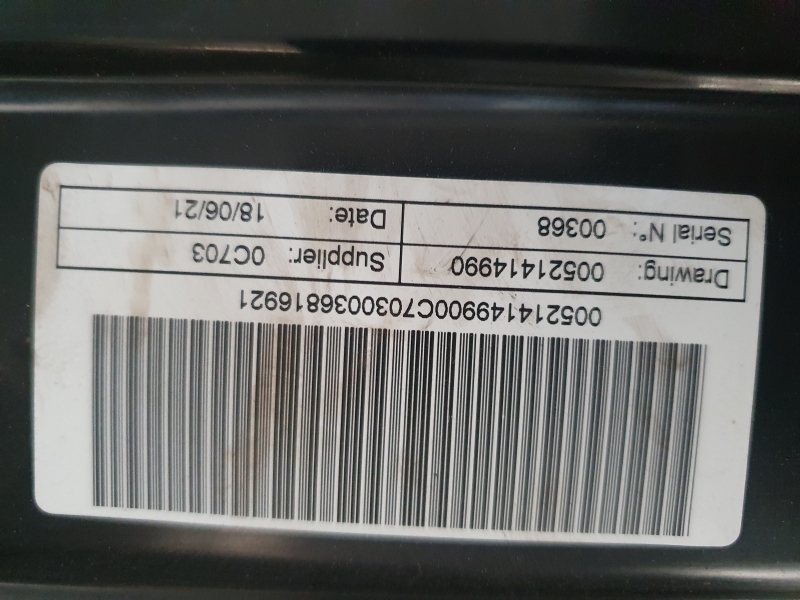 005214149900C7030036816921
Drawing: 00521414990 Supplier: 0C703
Serial N°: 00368 Date: 18/06/21